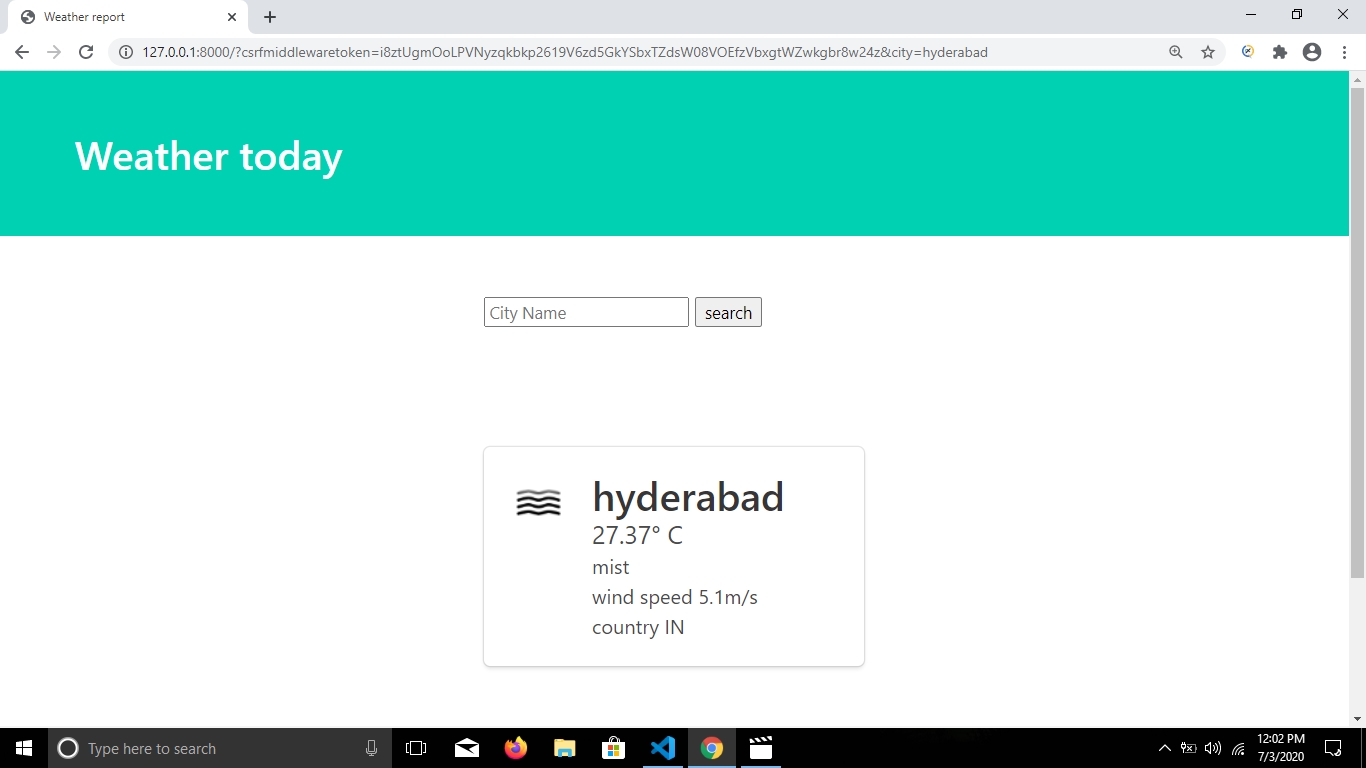 Weather report
127.0.0.1:8000/?csrfmiddlewaretoken=i8ztUgmOoLPVNyzqkbkp2619V6zd5GkYSbxTZdsW08VOEfzVbxgtWZwkgbr8w24z&city=hyderabad
Weather today
City Name search
hyderabad
27.37° C
mist
wind speed 5.1m/s
country IN
Type here to search
12:02 PM
7/3/2020